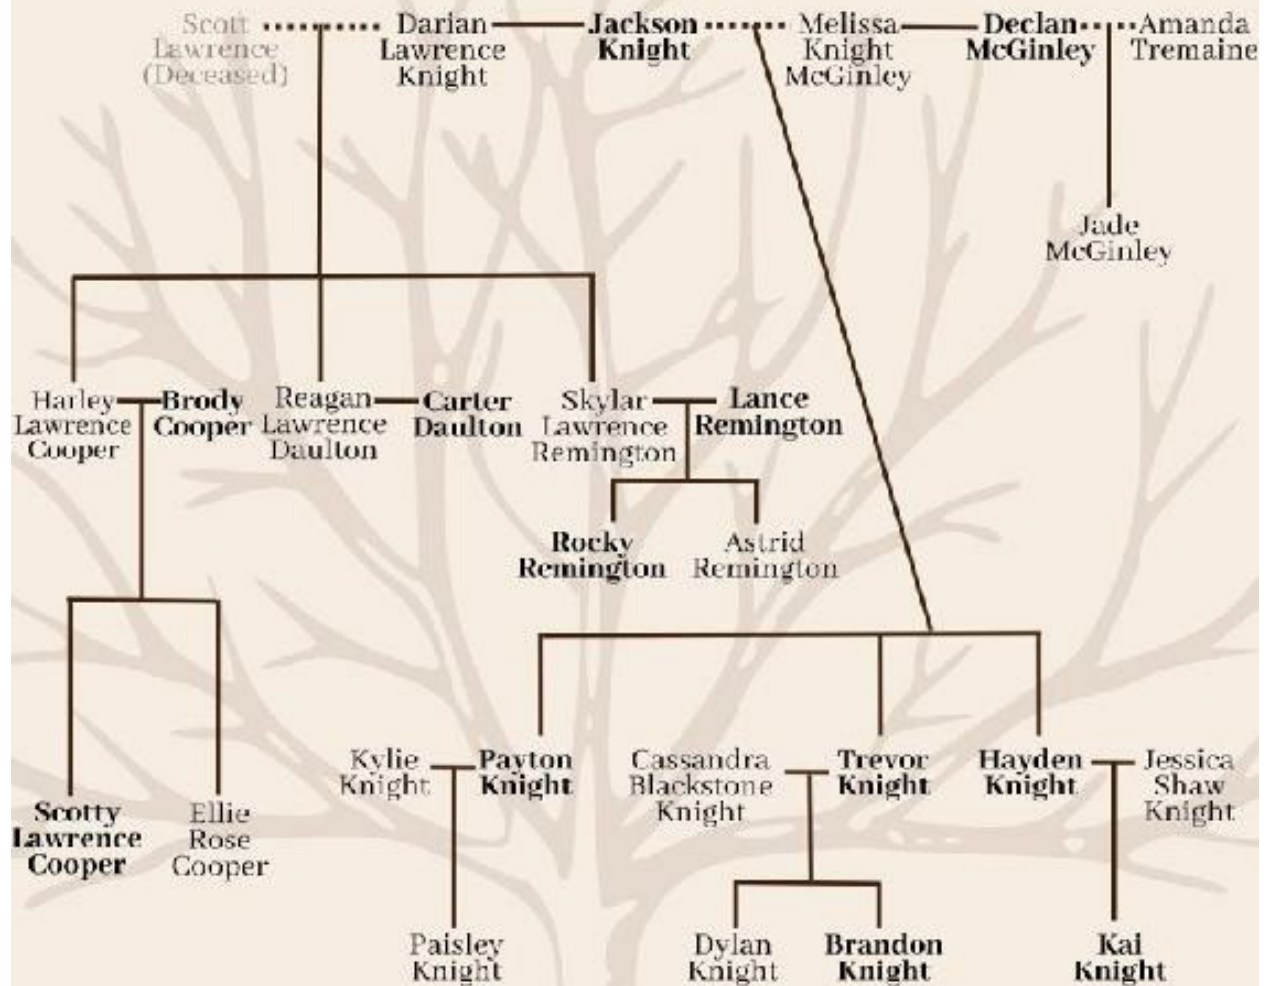 Scott
Lawrence
(Deceased)
Darian
Lawrence
Knight
Jackson
Knight
Melissa
Knight
McGinley
Declan
McGinley
Amanda
Tremaine
Jade
McGinley
Harley
Lawrence
Cooper
Brody
Cooper
Reagan
Lawrence
Daulton
Carter
Daulton
Skylar
Lawrence
Remington
Lance
Remington
Rocky
Remington
Astrid
Remington
Scotty
Lawrence
Cooper
Ellie
Rose
Cooper
Kylie
Knight
Payton
Knight
Cassandra
Blackstone
Knight
Trevor
Knight
Hayden
Knight
Jessica
Shaw
Knight
Paisley
Knight
Dylan
Knight
Brandon
Knight
Kai
Knight